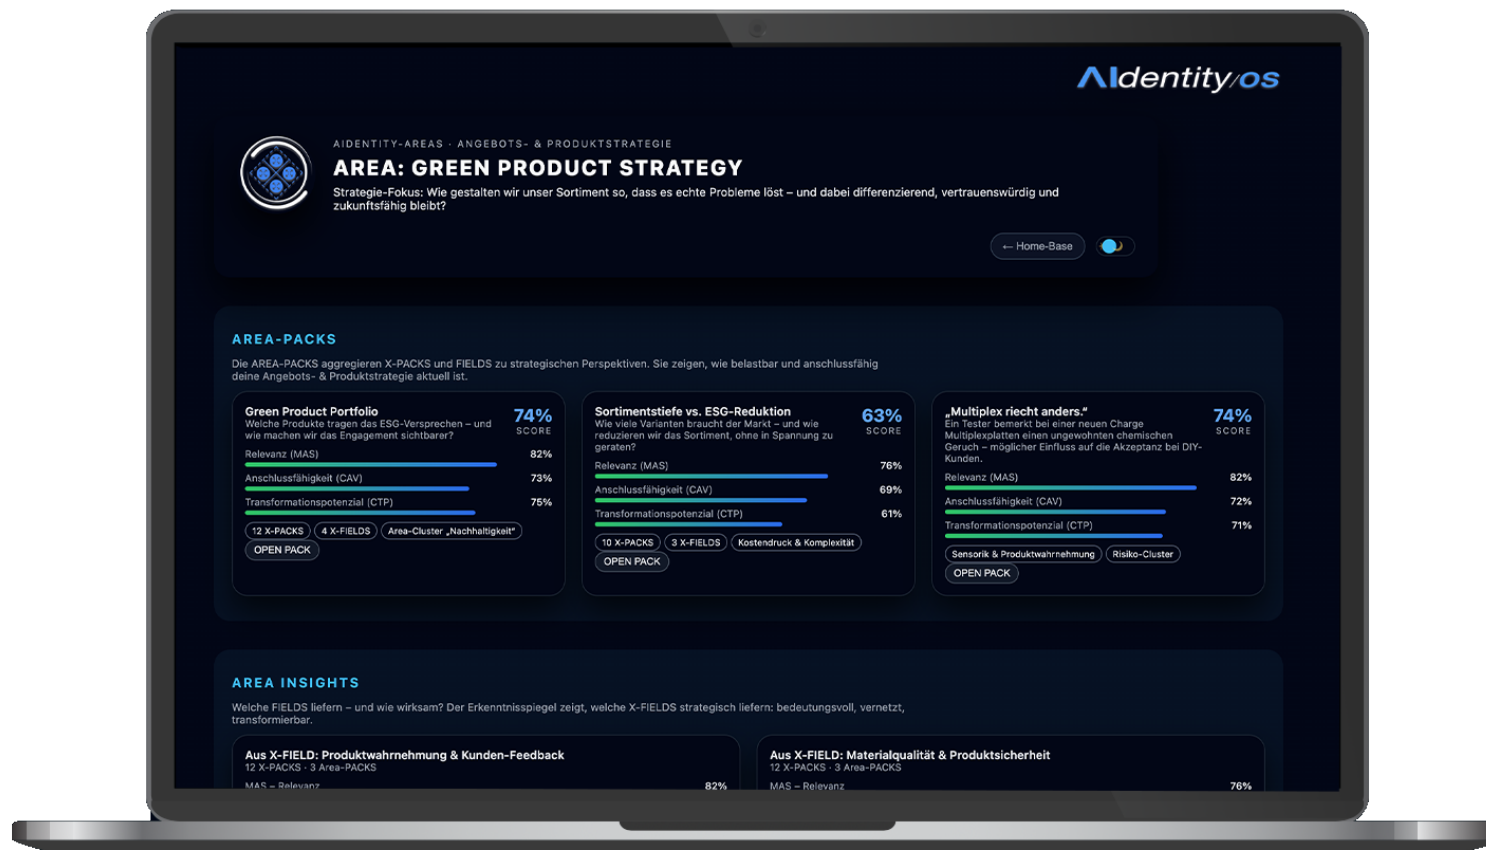 AIdentity/os
AIDENTITY-AREAS · ANGEBOTS- & PRODUKTSTRATEGIE
AREA: GREEN PRODUCT STRATEGY
Strategie-Fokus: Wie gestalten wir unser Sortiment so, dass es echte Probleme löst – und dabei differenzierend, vertrauenswürdig und
zukunftsfähig bleibt?
← Home-Base
AREA-PACKS
Die AREA-PACKS aggregieren X-PACKS und FIELDS zu strategischen Perspektiven. Sie zeigen, wie belastbar und anschlussfähig
deine Angebots- & Produktstrategie aktuell ist.
Green Product Portfolio
74%
SCORE
Welche Produkte tragen das ESG-Versprechen – und
wie machen wir das Engagement sichtbarer?
Relevanz (MAS) 82%
Anschlussfähigkeit (CAV) 73%
Transformationspotenzial (CTP) 75%
12 X-PACKS 4 X-FIELDS Area-Cluster „Nachhaltigkeit“
OPEN PACK
Sortimentstiefe vs. ESG-Reduktion
63%
SCORE
Wie viele Varianten braucht der Markt – und wie
reduzieren wir das Sortiment, ohne in Spannung zu
geraten?
Relevanz (MAS) 76%
Anschlussfähigkeit (CAV) 69%
Transformationspotenzial (CTP) 61%
10 X-PACKS 3 X-FIELDS Kostendruck & Komplexität
OPEN PACK
„Multiplex riecht anders.“
74%
SCORE
Ein Tester bemerkt bei einer neuen Charge
Multiplexplatten einen ungewohnten chemischen
Geruch – möglicher Einfluss auf die Akzeptanz bei DIY-
Kunden.
Relevanz (MAS) 82%
Anschlussfähigkeit (CAV) 72%
Transformationspotenzial (CTP) 71%
Sensorik & Produktwahrnehmung Risiko-Cluster
OPEN PACK
AREA INSIGHTS
Welche FIELDS liefern – und wie wirksam? Der Erkenntnisspiegel zeigt, welche X-FIELDS strategisch liefern: bedeutungsvoll, vernetzt,
transformierbar.
Aus X-FIELD: Produktwahrnehmung & Kunden-Feedback
12 X-PACKS · 3 Area-PACKS
MAS – Relevanz 82%
Aus X-FIELD: Materialqualität & Produktsicherheit
12 X-PACKS · 3 Area-PACKS
MAS – Relevanz 76%